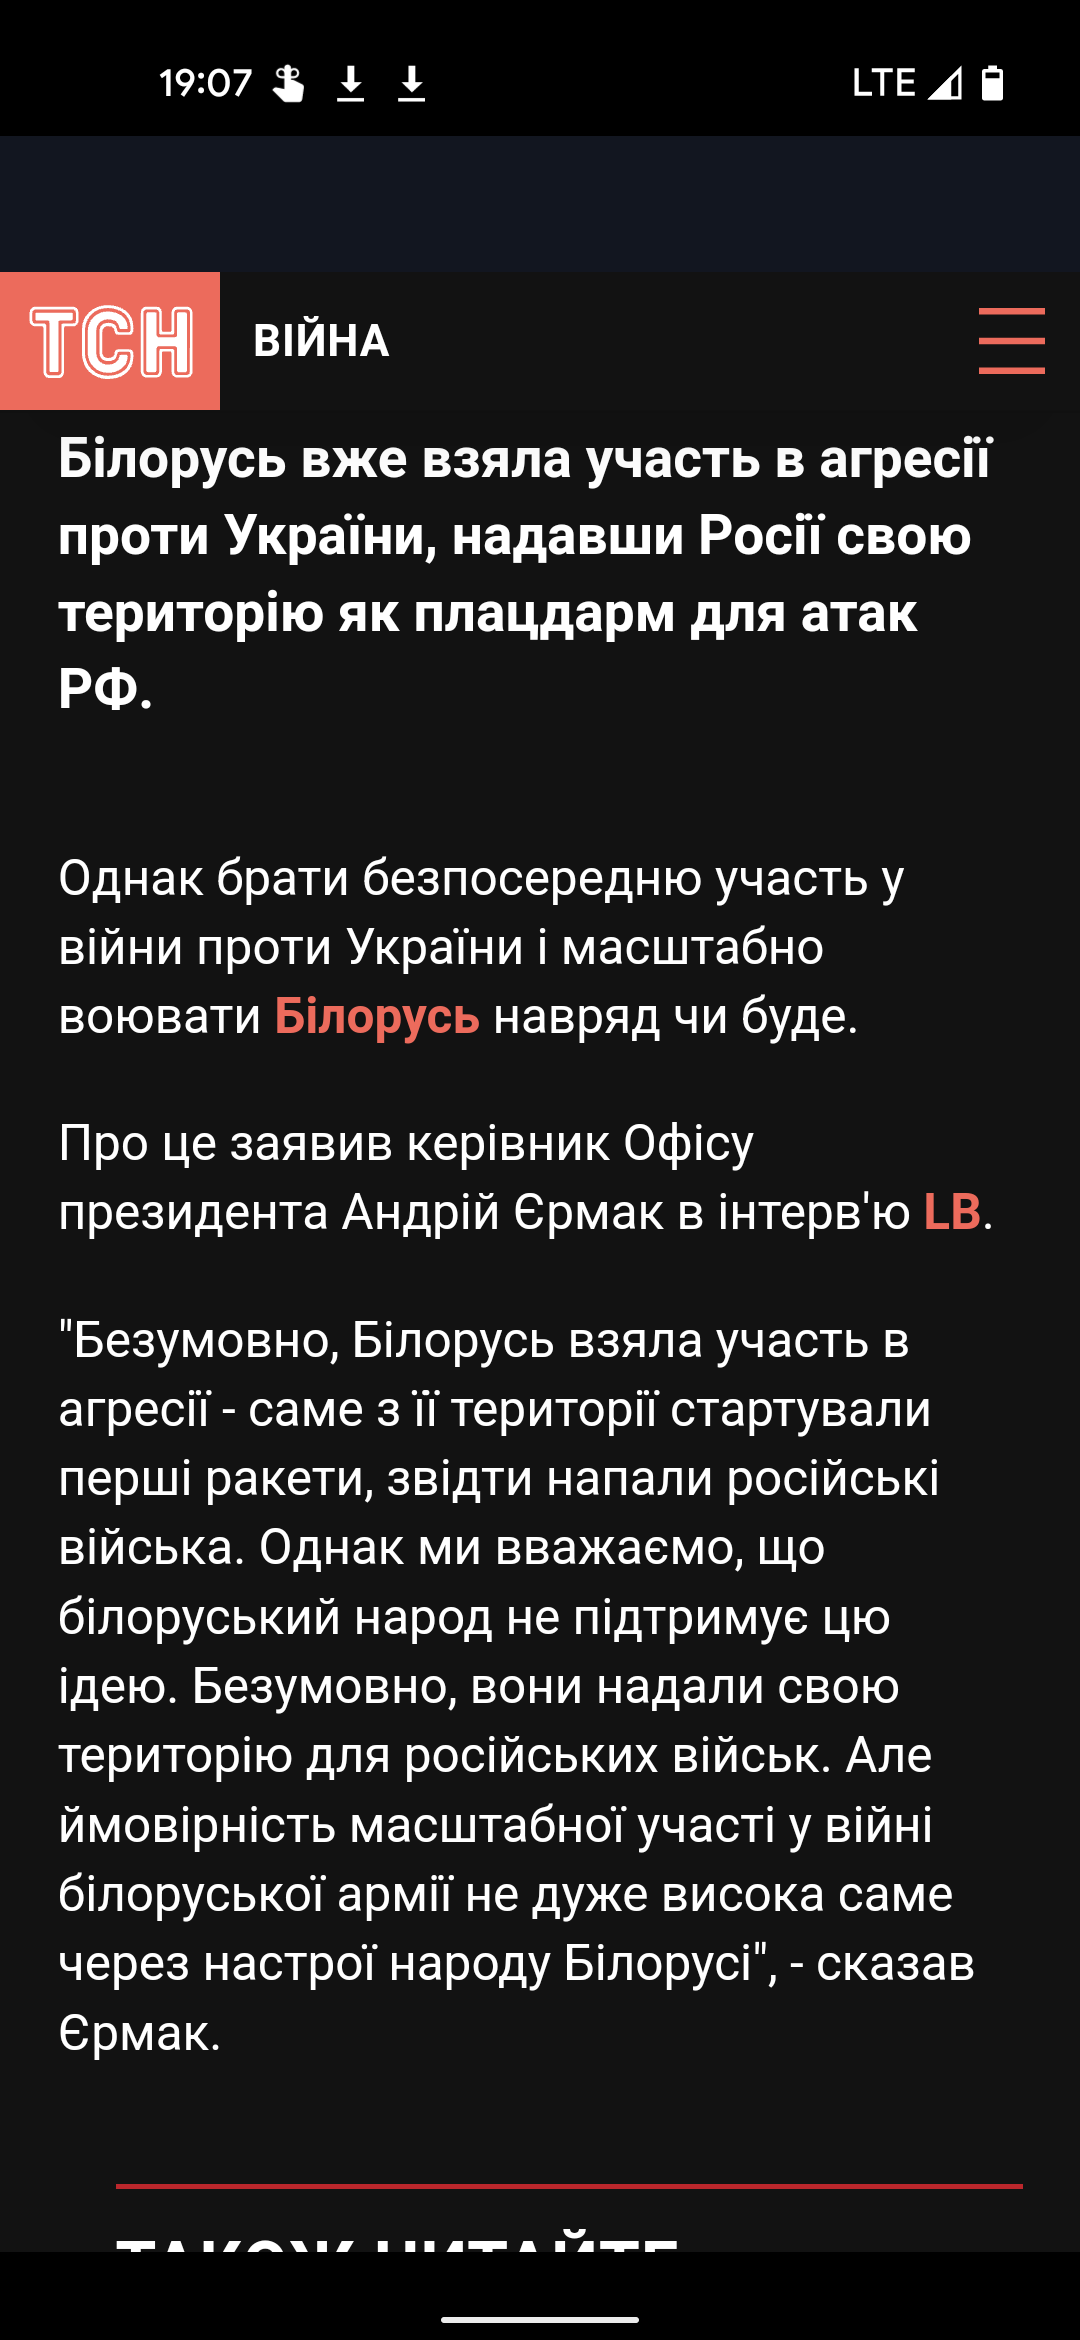 19:07
LTE
ТСН
ВІЙНА
Білорусь вже взяла участь в агресії
проти України, надавши Росії свою
територію як плацдарм для атак
РФ.
Однак брати безпосередню участь у
війни проти України і масштабно
воювати Білорусь навряд чи буде.
Про це заявив керівник Офісу
президента Андрій Єрмак в інтерв'ю LB.
"Безумовно, Білорусь взяла участь в
агресії - саме з її території стартували
перші ракети, звідти напали російські
війська. Однак ми вважаємо, що
білоруський народ не підтримує цю
ідею. Безумовно, вони надали свою
територію для російських військ. Але
ймовірність масштабної участі у війні
білоруської армії не дуже висока саме
через настрої народу Білорусі", - сказав
Єрмак.
ТАКОЖ ЧИТАЙТЕ